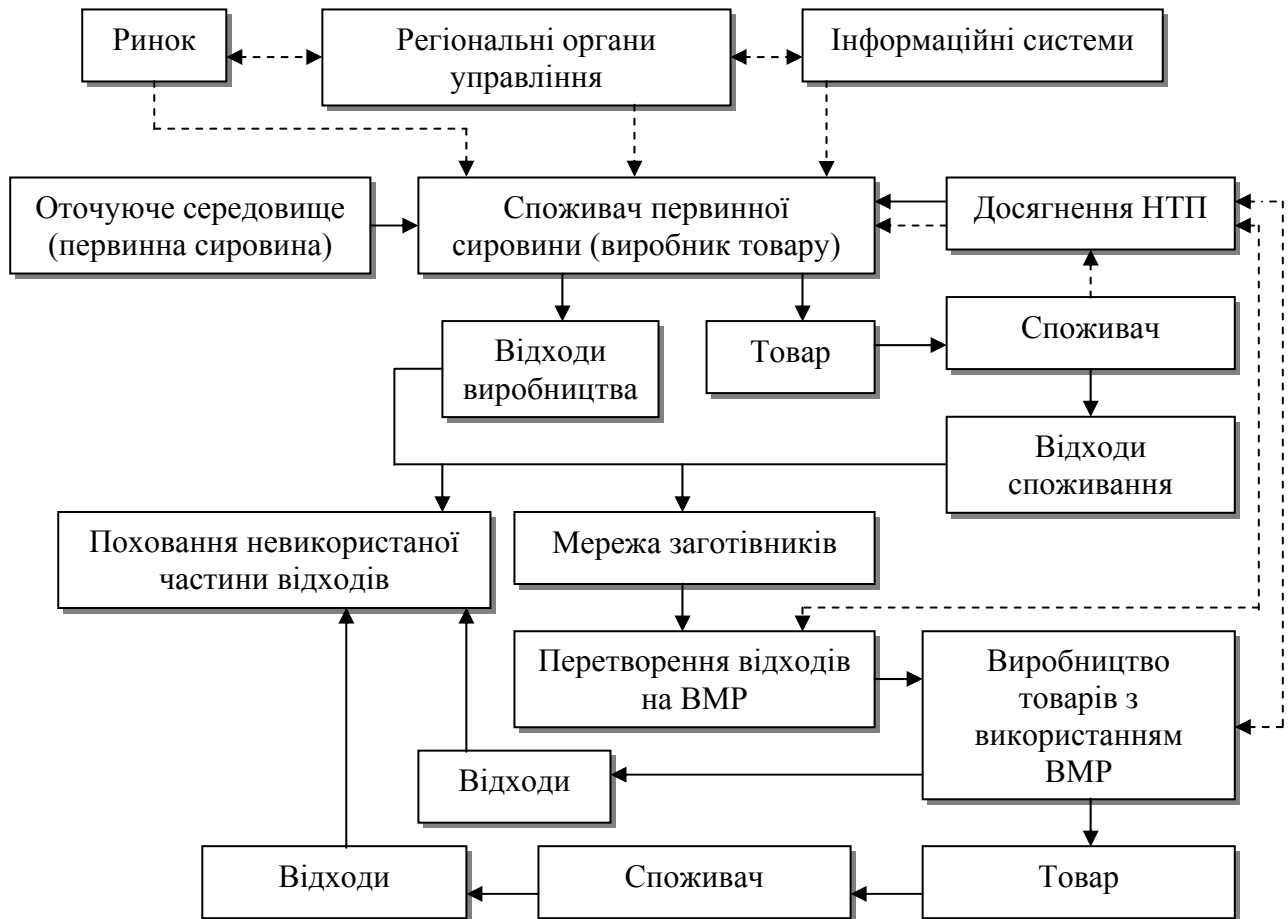 Ринок
Регіональні органи
управління
Інформаційні системи
Оточуюче середовище
(первинна сировина)
Споживач первинної
сировини (виробник товару)
Досягнення НТП
Відходи
виробництва
Товар
Споживач
Відходи
споживання
Поховання невикористаної
частини відходів
Мережа заготівників
Перетворення відходів
на ВМР
Виробництво
товарів з
використанням
ВМР
Відходи
Відходи
Споживач
Товар